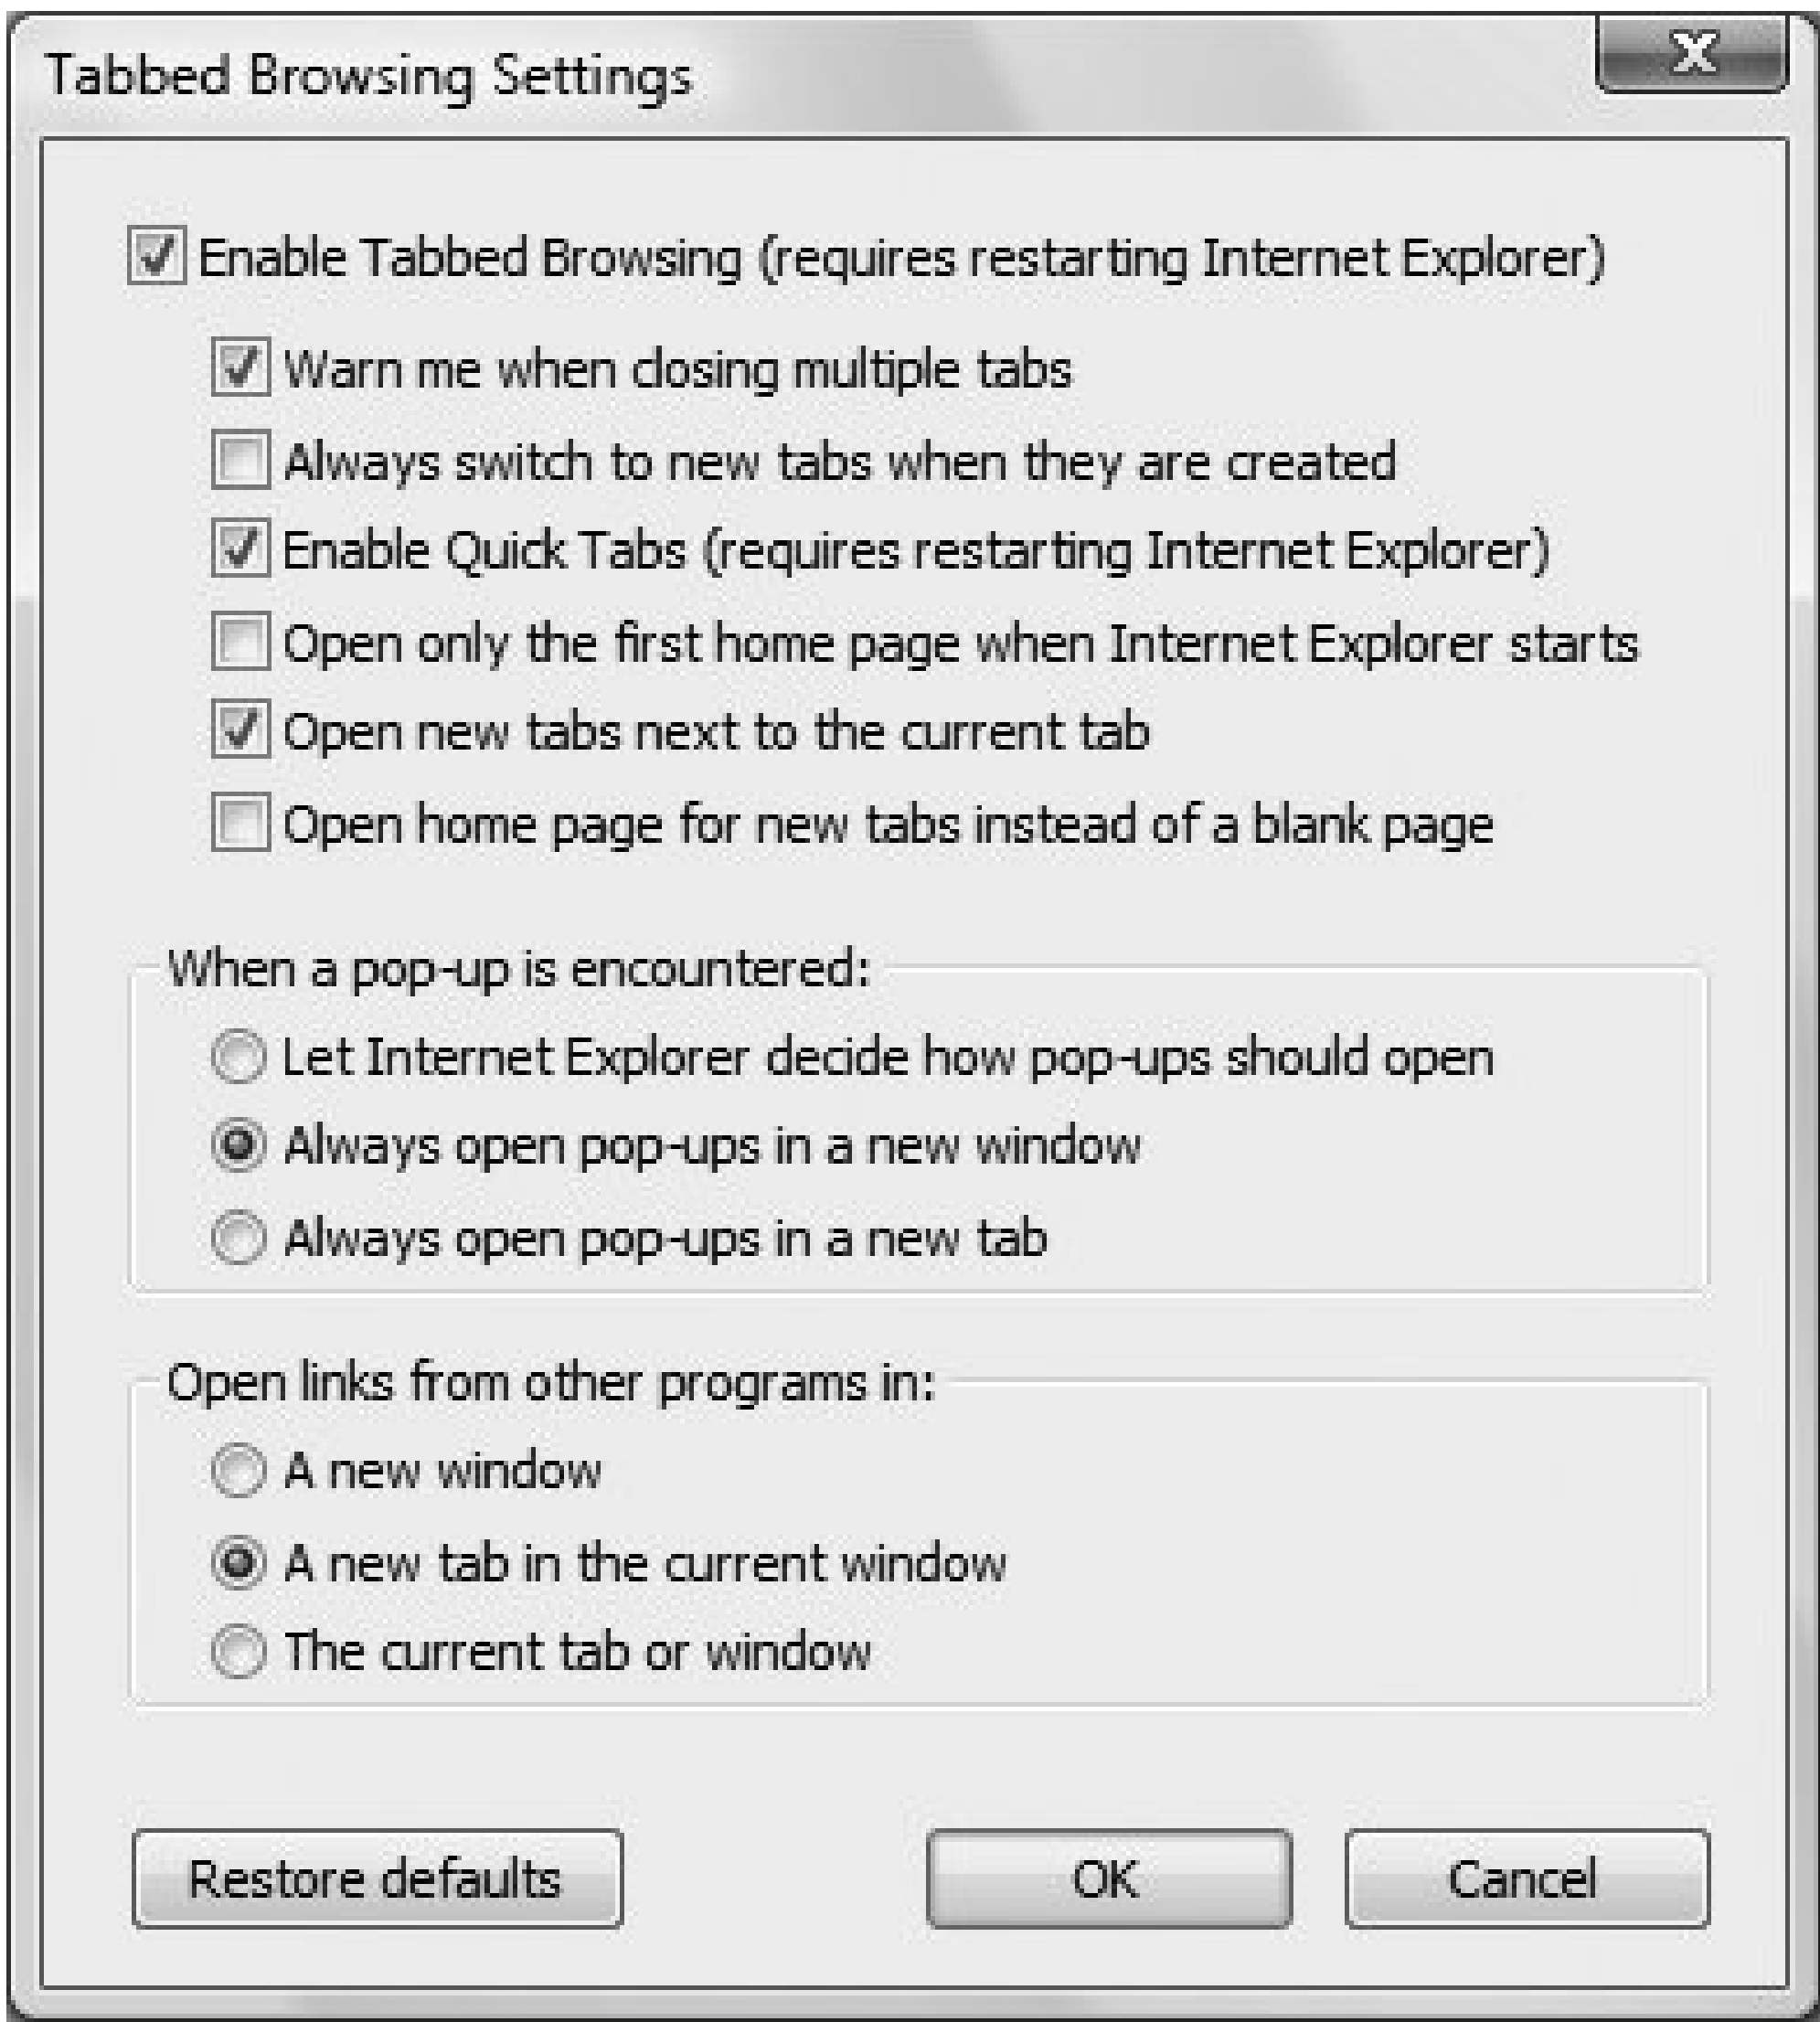 Tabbed Browsing Settings
Enable Tabbed Browsing (requires restarting Internet Explorer)
Warn me when closing multiple tabs
Always switch to new tabs when they are created
Enable Quick Tabs (requires restarting Internet Explorer)
Open only the first home page when Internet Explorer starts
Open new tabs next to the current tab
Open home page for new tabs instead of a blank page
When a pop-up is encountered:
Let Internet Explorer decide how pop-ups should open
Always open pop-ups in a new window
Always open pop-ups in a new tab
Open links from other programs in:
A new window
A new tab in the current window
The current tab or window
Restore defaults OK Cancel